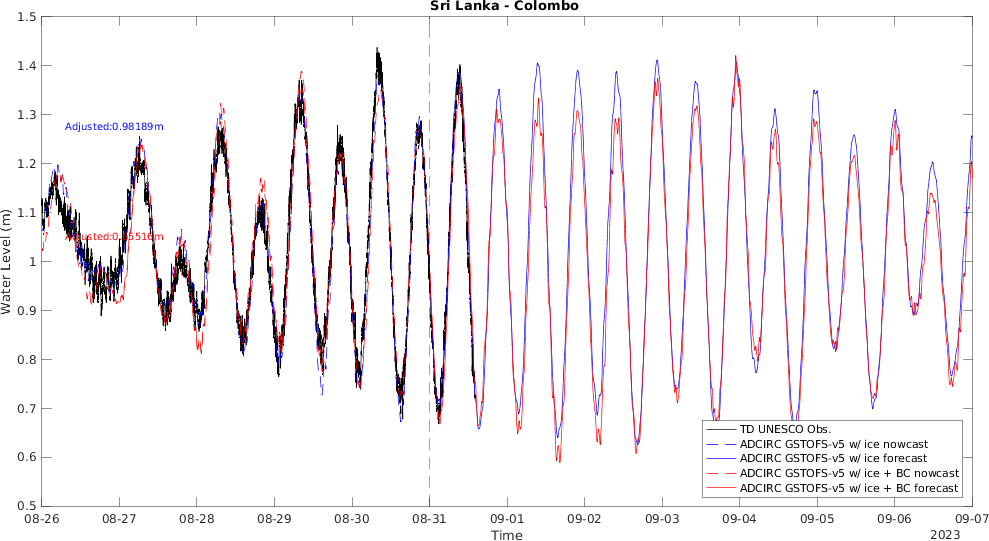 Sri Lanka - Colombo
1.5
1.4
1.3
1.2
1.1
1
0.9
0.8
0.7
0.6
0.5
Water Level (m)
Adjusted:0.98189m
TD UNESCO Obs.
ADCIRC GSTOFS-v5 w/ ice nowcast
ADCIRC GSTOFS-v5 w/ ice forecast
ADCIRC GSTOFS-v5 w/ ice + BC nowcast
ADCIRC GSTOFS-v5 w/ ice + BC forecast
08-26 08-27 08-28 08-29 08-30 08-31 09-01 09-02 09-03 09-04 09-05 09-06 09-07
Time
2023